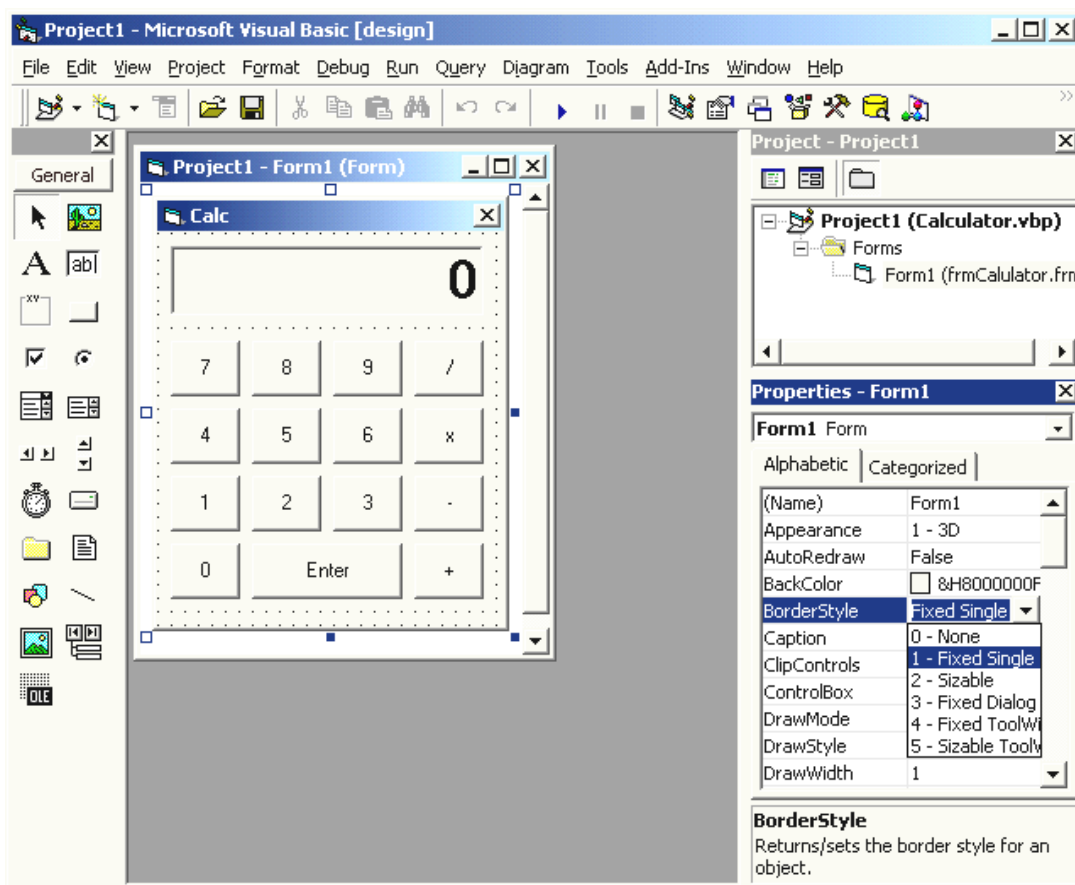 Project1 - Microsoft Visual Basic [design]
File Edit View Project Format Debug Run Query Diagram Tools Add-Ins Window Help
General
A ab|
xv
OLE
Project1 - Form1 (Form)
Calc
0
7 8 9 /
4 5 6 x
1 2 3 -
0 Enter +
Project - Project1
Project1 (Calculator.vbp)
Forms
Form1 (frmCalulator.frm
Properties - Form1
Form1 Form
Alphabetic Categorized
(Name) Form1
Appearance 1 - 3D
AutoRedraw False
BackColor &H8000000F
BorderStyle Fixed Single
Caption 0 - None
ClipControls 1 - Fixed Single
ControlBox 2 - Sizable
3 - Fixed Dialog
DrawMode 4 - Fixed ToolWi
DrawStyle 5 - Sizable ToolW
DrawWidth 1
BorderStyle
Returns/sets the border style for an
object.